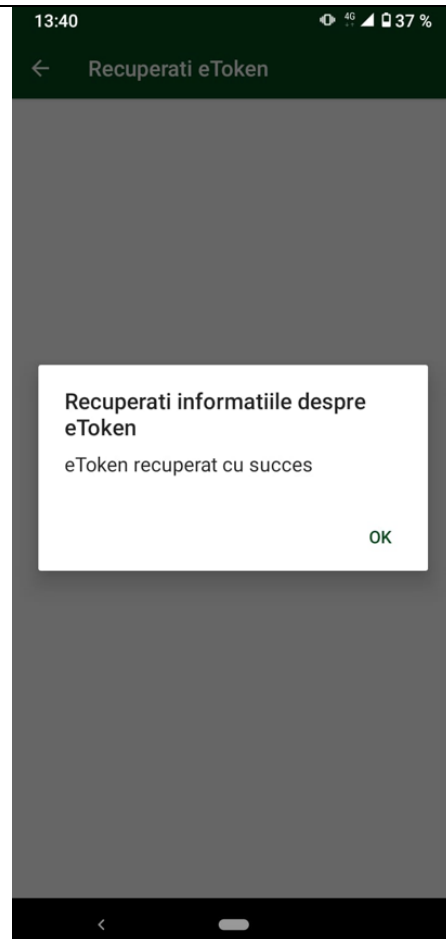 13:40 4G 37 %
Recuperati eToken
Recuperati informatiile despre
eToken
eToken recuperat cu succes
OK